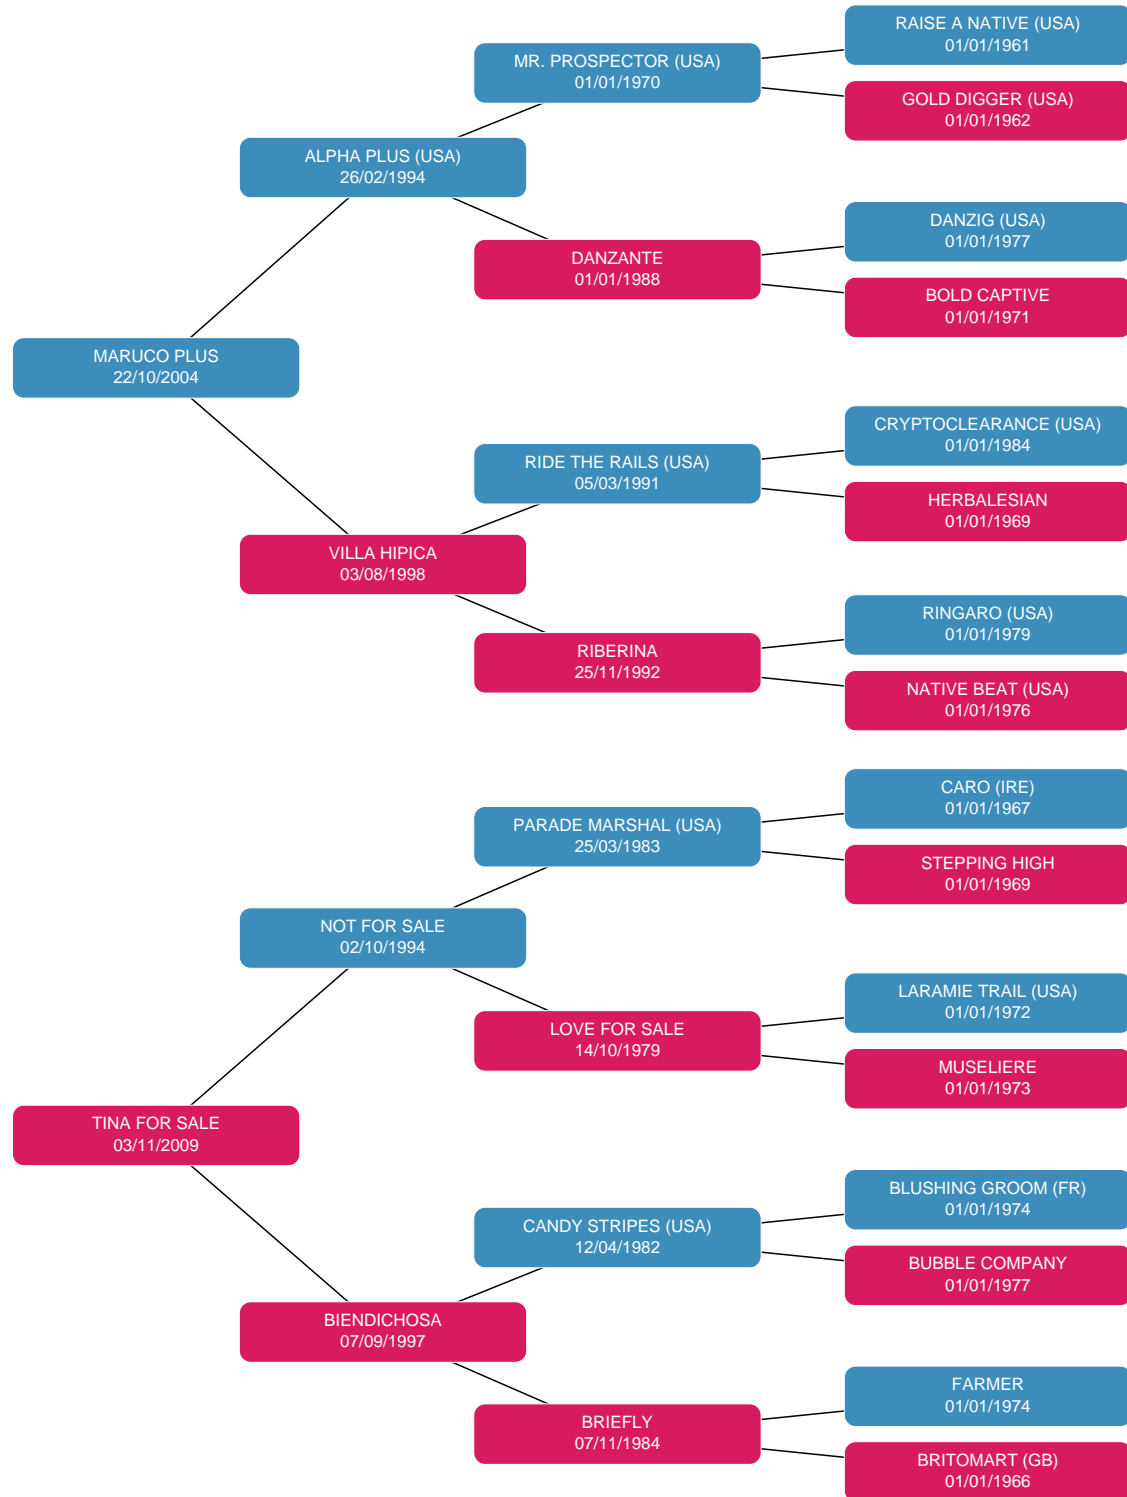 RAISE A NATIVE (USA)
01/01/1961
MR. PROSPECTOR (USA)
01/01/1970
GOLD DIGGER (USA)
01/01/1962
ALPHA PLUS (USA)
26/02/1994
DANZIG (USA)
01/01/1977
DANZANTE
01/01/1988
BOLD CAPTIVE
01/01/1971
MARUCO PLUS
22/10/2004
CRYPTOCLEARANCE (USA)
01/01/1984
RIDE THE RAILS (USA)
05/03/1991
HERBALESIAN
01/01/1969
VILLA HIPICA
03/08/1998
RINGARO (USA)
01/01/1979
RIBERINA
25/11/1992
NATIVE BEAT (USA)
01/01/1976
CARO (IRE)
01/01/1967
PARADE MARSHAL (USA)
25/03/1983
STEPPING HIGH
01/01/1969
NOT FOR SALE
02/10/1994
LARAMIE TRAIL (USA)
01/01/1972
LOVE FOR SALE
14/10/1979
MUSELIERE
01/01/1973
TINA FOR SALE
03/11/2009
BLUSHING GROOM (FR)
01/01/1974
CANDY STRIPES (USA)
12/04/1982
BUBBLE COMPANY
01/01/1977
BIENDICHOSA
07/09/1997
FARMER
01/01/1974
BRIEFLY
07/11/1984
BRITOMART (GB)
01/01/1966